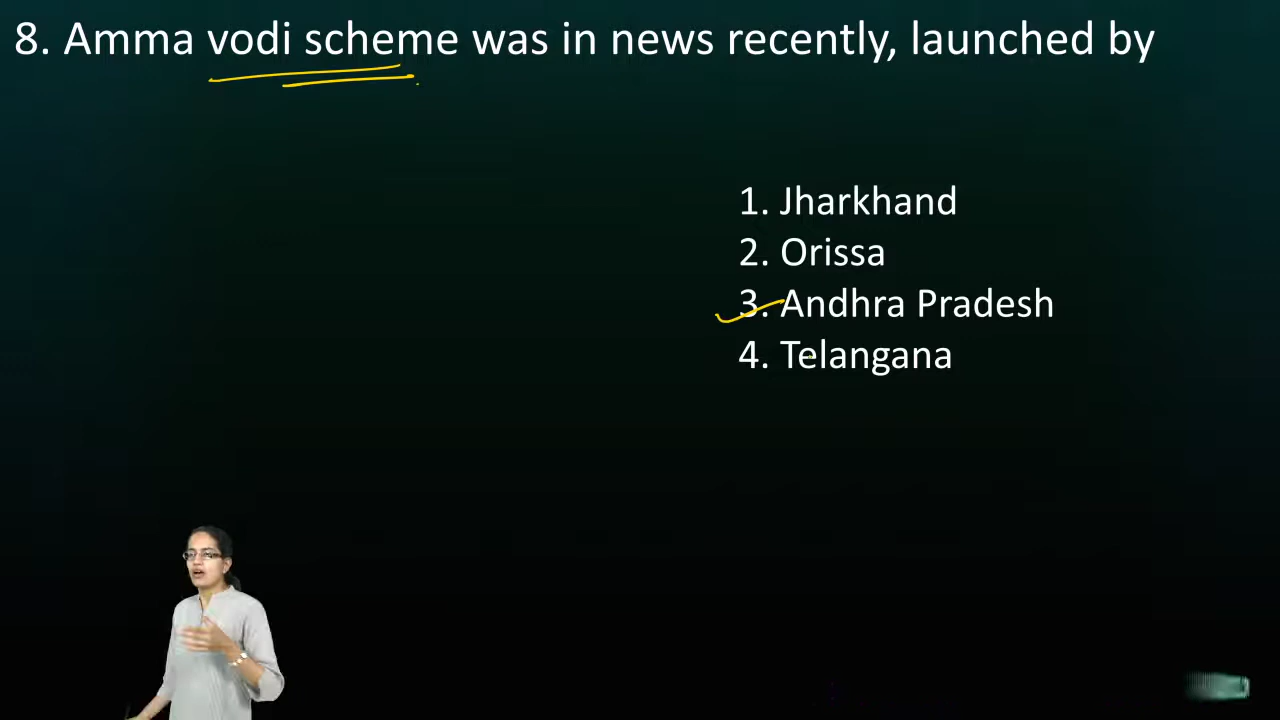 8. Amma vodi scheme was in news recently, launched by
1. Jharkhand
2. Orissa
3. Andhra Pradesh
4. Telangana